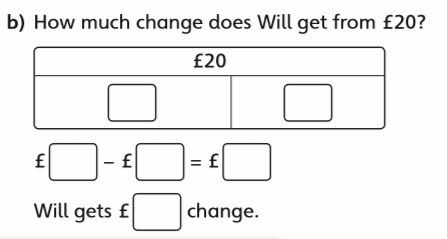 b) How much change does Will get from £20?
£20
£ - £ = £
Will gets £ change.